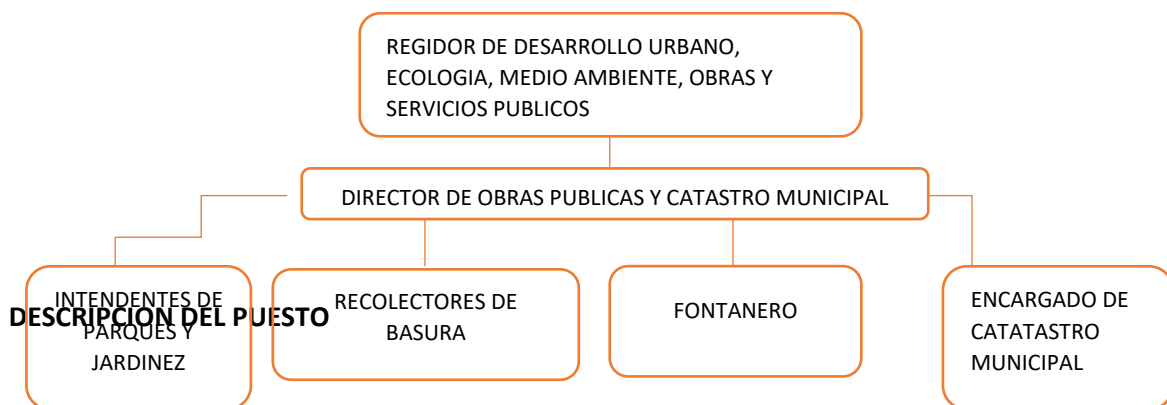 REGIDOR DE DESARROLLO URBANO,
ECOLOGIA, MEDIO AMBIENTE, OBRAS Y
SERVICIOS PUBLICOS
DIRECTOR DE OBRAS PUBLICAS Y CATASTRO MUNICIPAL
INTENDENTES DE
PARQUES Y
JARDINEZ
RECOLECTORES DE
BASURA
FONTANERO
ENCARGADO DE
CATATASTRO
MUNICIPAL
DESCRIPCION DEL PUESTO